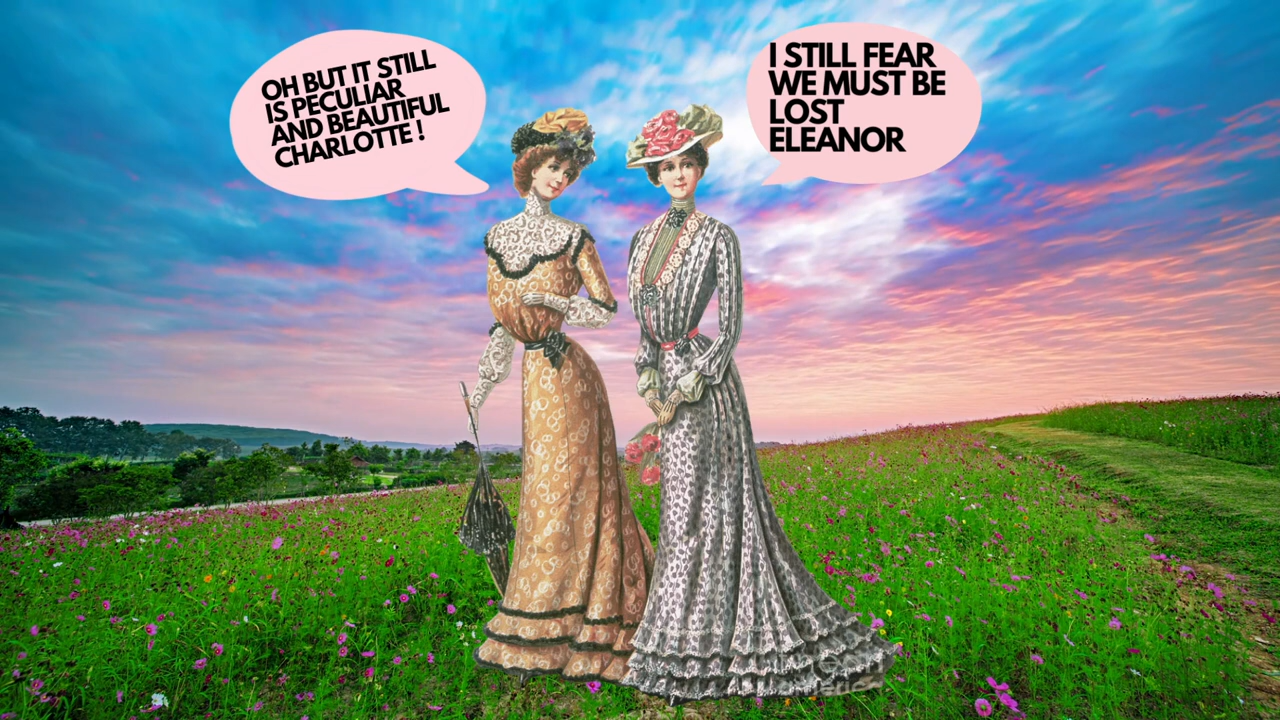 OH BUT IT STILL
IS PECULIAR
AND BEAUTIFUL
CHARLOTTE !
I STILL FEAR
WE MUST BE
LOST
ELEANOR